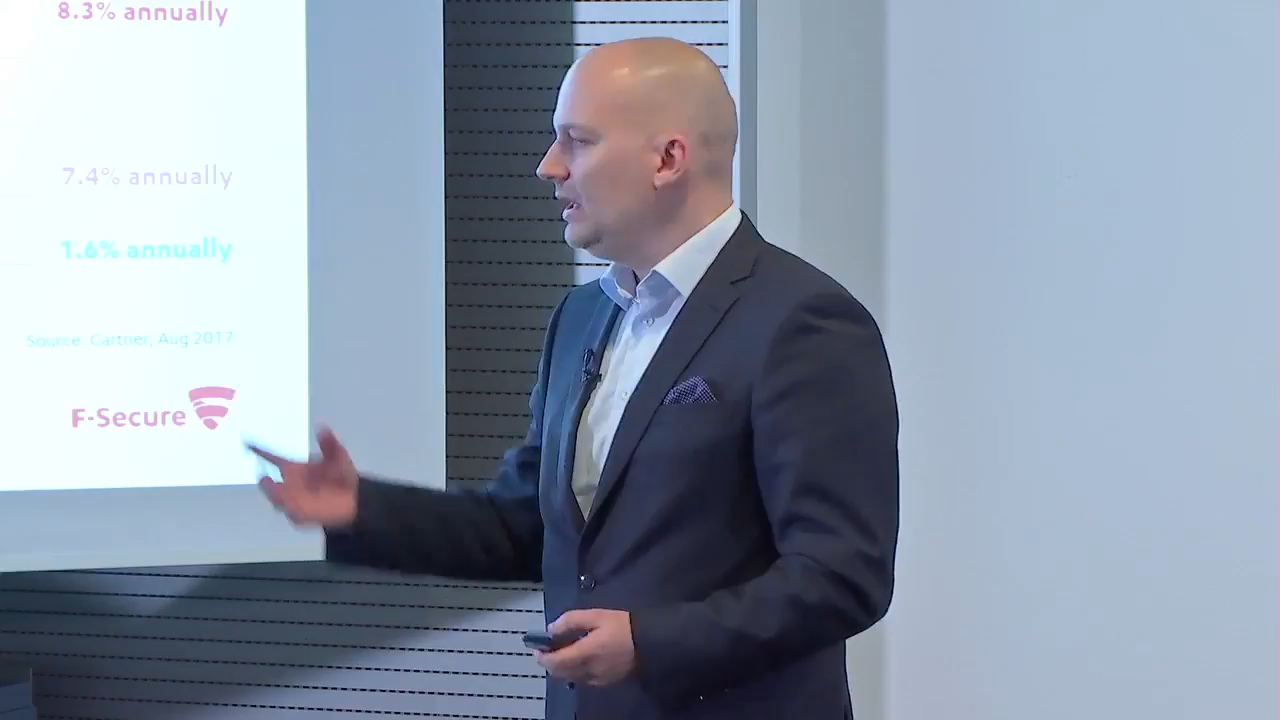 8.3% annually
7.4% annually
1.6% annually
Source: Gartner, Aug 2017
F-Secure